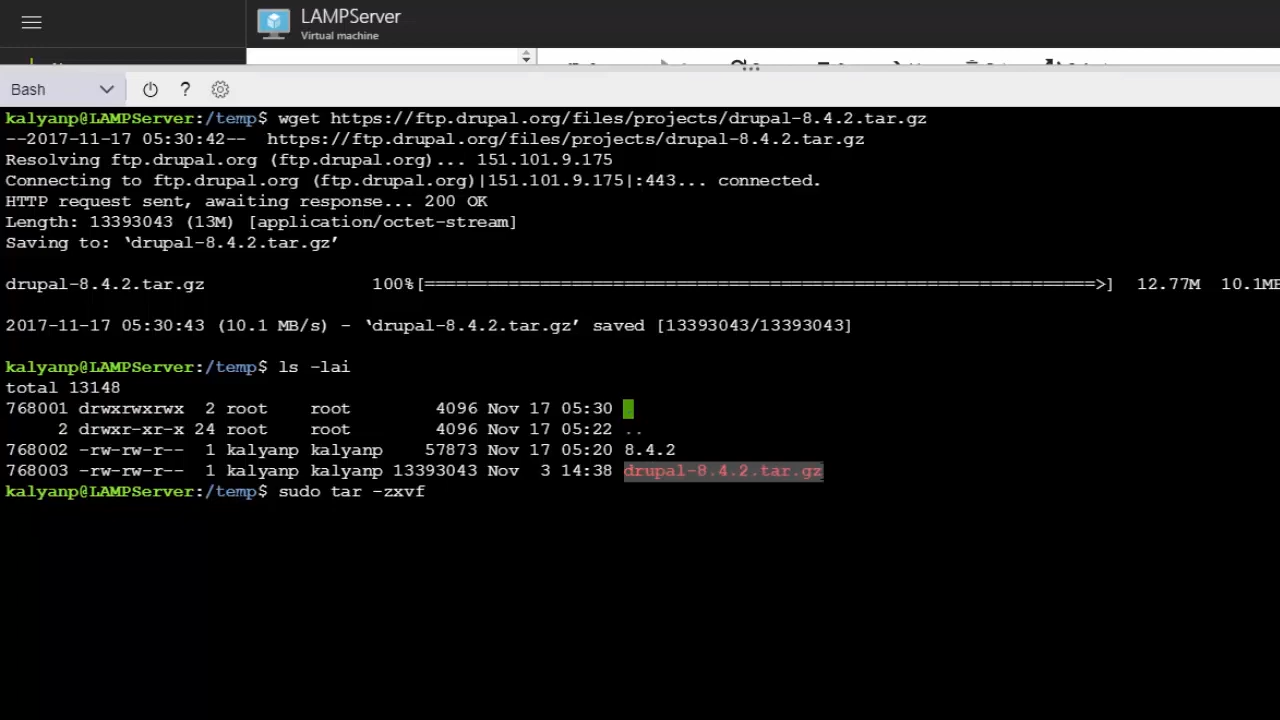 LAMPServer
Virtual machine
Bash
?
kalyanp@LAMPServer:/temp$ wget https://ftp.drupal.org/files/projects/drupal-8.4.2.tar.gz
--2017-11-17 05:30:42--  https://ftp.drupal.org/files/projects/drupal-8.4.2.tar.gz
Resolving ftp.drupal.org (ftp.drupal.org)... 151.101.9.175
Connecting to ftp.drupal.org (ftp.drupal.org)|151.101.9.175|:443... connected.
HTTP request sent, awaiting response... 200 OK
Length: 13393043 (13M) [application/octet-stream]
Saving to: ‘drupal-8.4.2.tar.gz’
drupal-8.4.2.tar.gz                100%[================================================================>]  12.77M  10.1MB
2017-11-17 05:30:43 (10.1 MB/s) - ‘drupal-8.4.2.tar.gz’ saved [13393043/13393043]
kalyanp@LAMPServer:/temp$ ls -lai
total 13148
768001 drwxrwxrwx  2 root    root        4096 Nov 17 05:30 .
     2 drwxr-xr-x 24 root    root        4096 Nov 17 05:22 ..
768002 -rw-rw-r--  1 kalyanp kalyanp    57873 Nov 17 05:20 8.4.2
768003 -rw-rw-r--  1 kalyanp kalyanp 13393043 Nov  3 14:38 drupal-8.4.2.tar.gz
kalyanp@LAMPServer:/temp$ sudo tar -zxvf